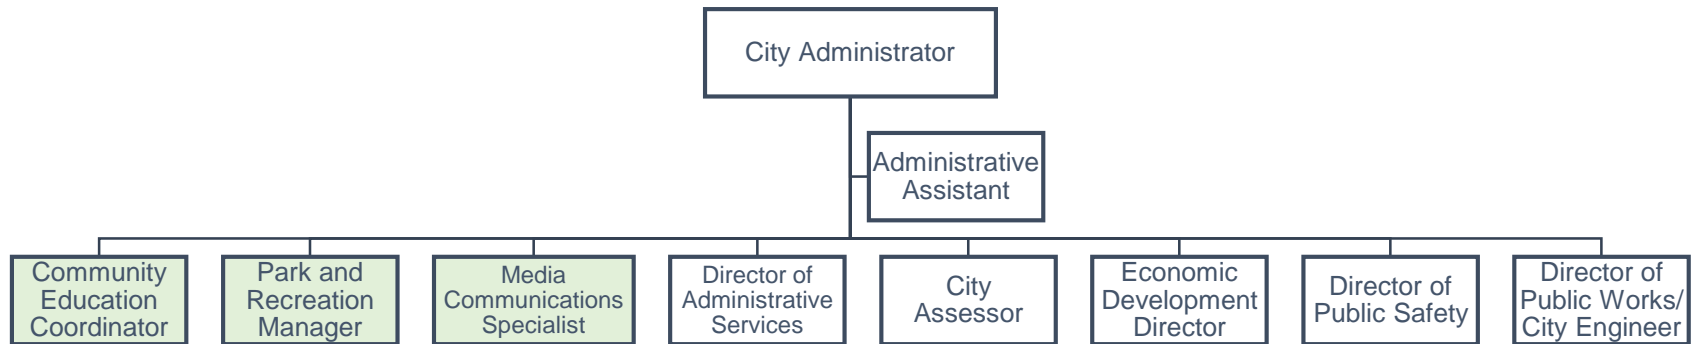 City Administrator
Administrative
Assistant
Community
Education
Coordinator
Park and
Recreation
Manager
Media
Communications
Specialist
Director of
Administrative
Services
City
Assessor
Economic
Development
Director
Director of
Public Safety
Director of
Public Works/
City Engineer